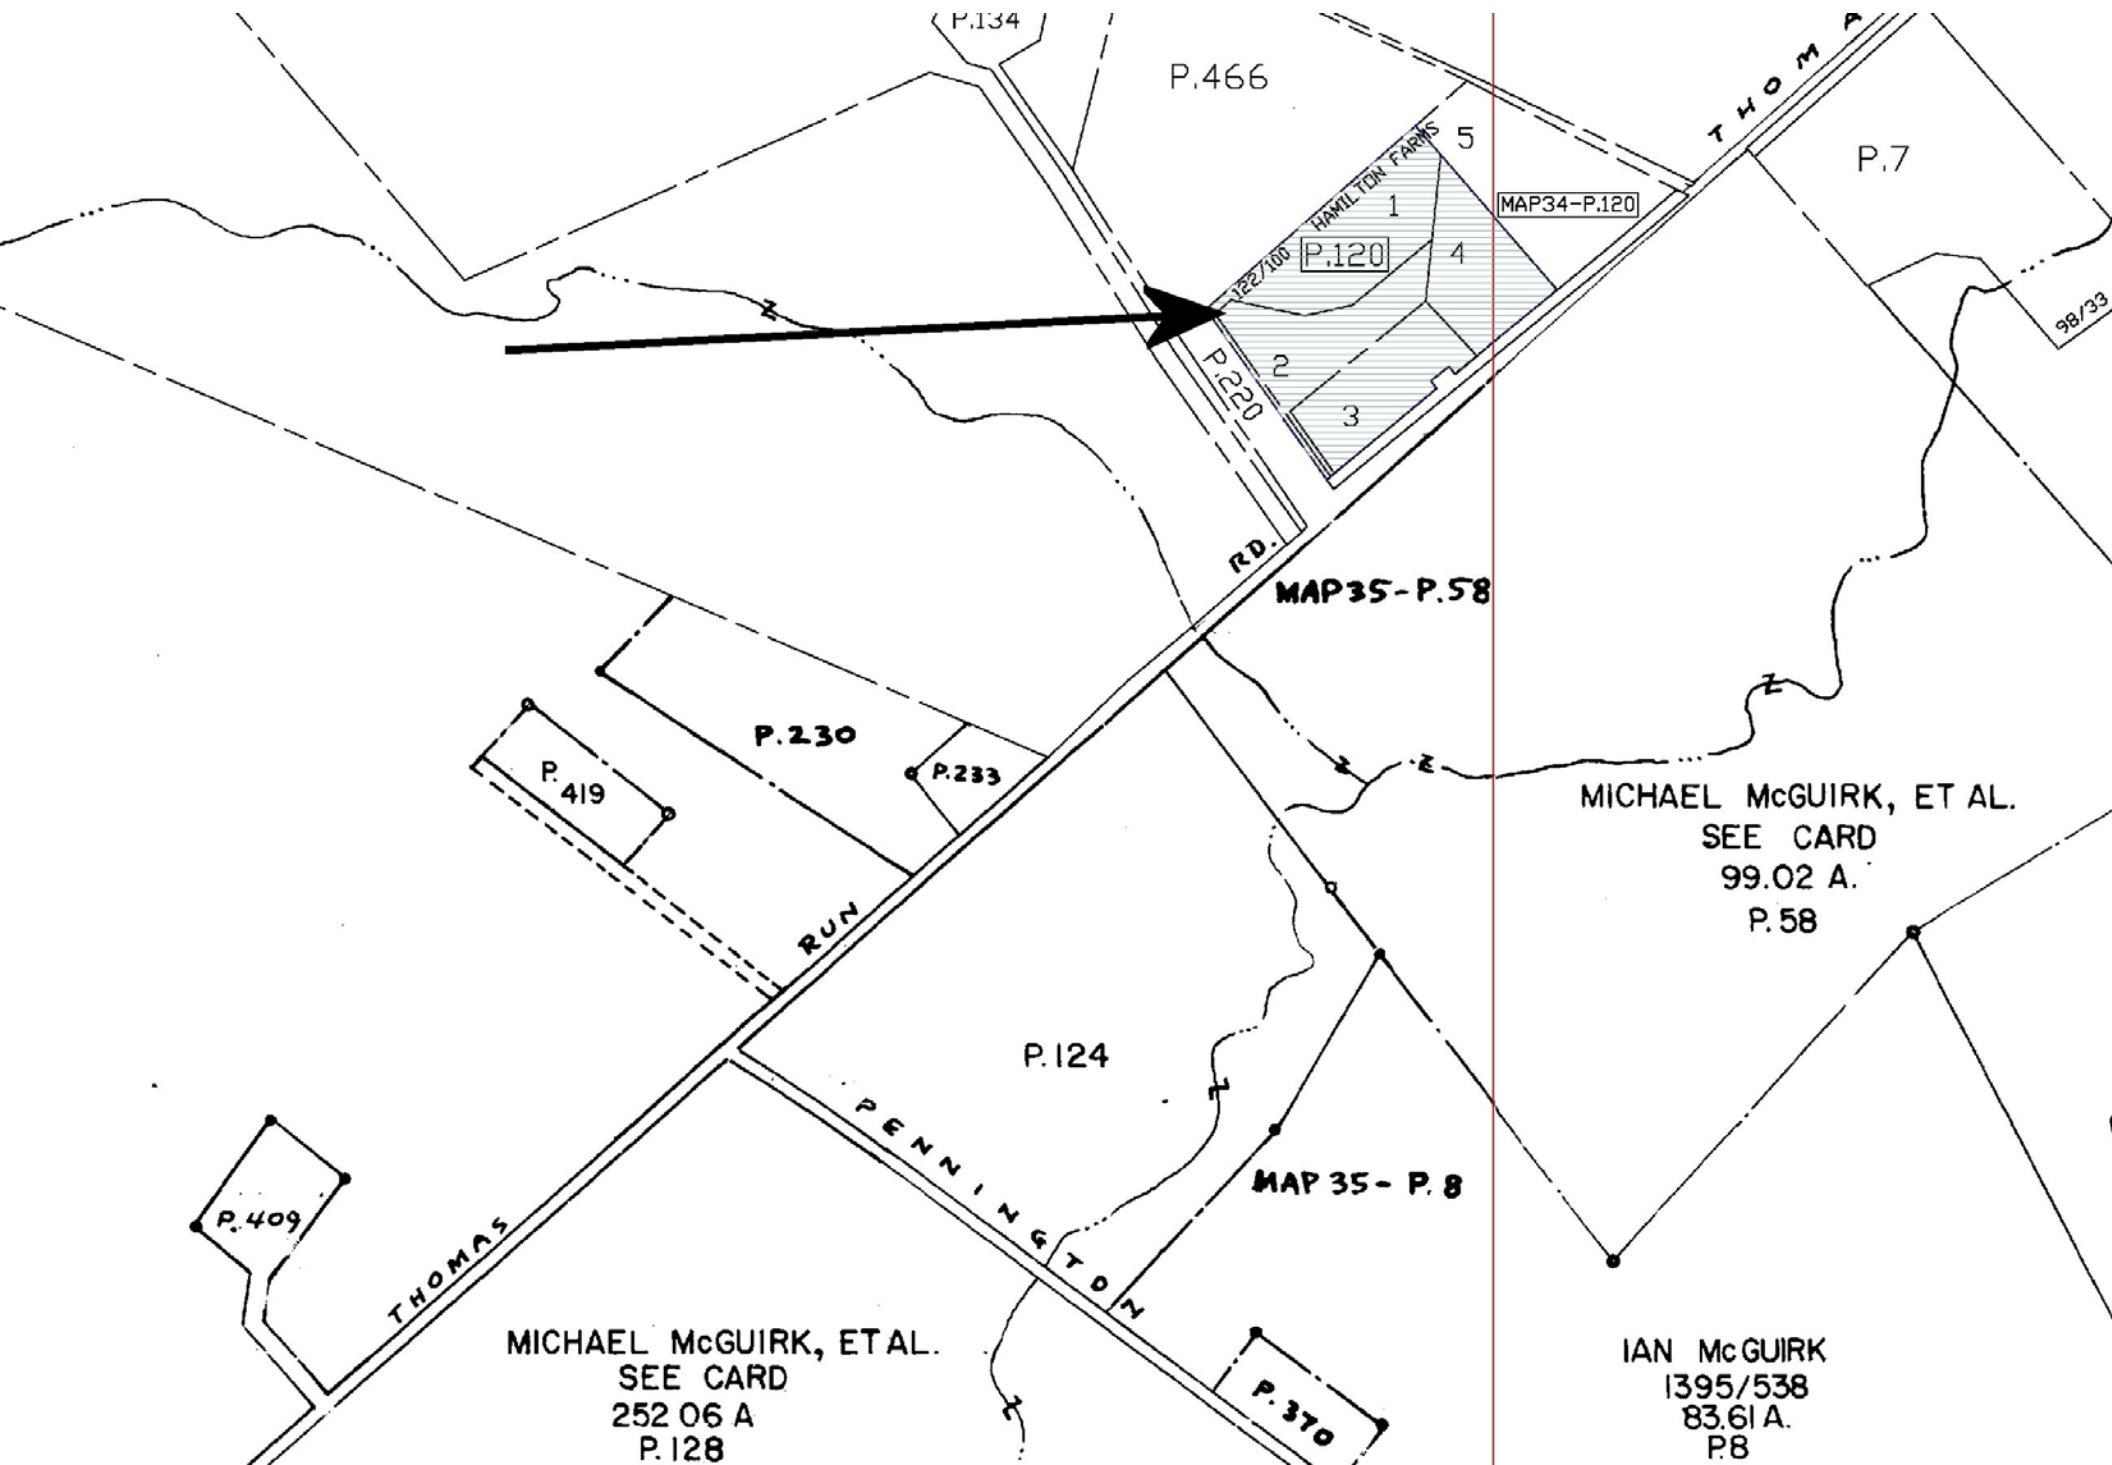 P.134
P.466
THOMA
5
P.7
HAMILTON FARMS
1
MAP34-P.120
P.120
4
122/100
98/33
2
P.220
3
RD.
MAP 35-P.58
P.230
P.233
P.
419
MICHAEL McGUIRK, ET AL.
SEE CARD
99.02 A.
P.58
RUN
P.124
PENNINGTON
MAP 35- P. 8
P.409
THOMAS
MICHAEL McGUIRK, ET AL.
SEE CARD
252 06 A
P.128
IAN McGUIRK
1395/538
83.61 A.
P.8
P.370